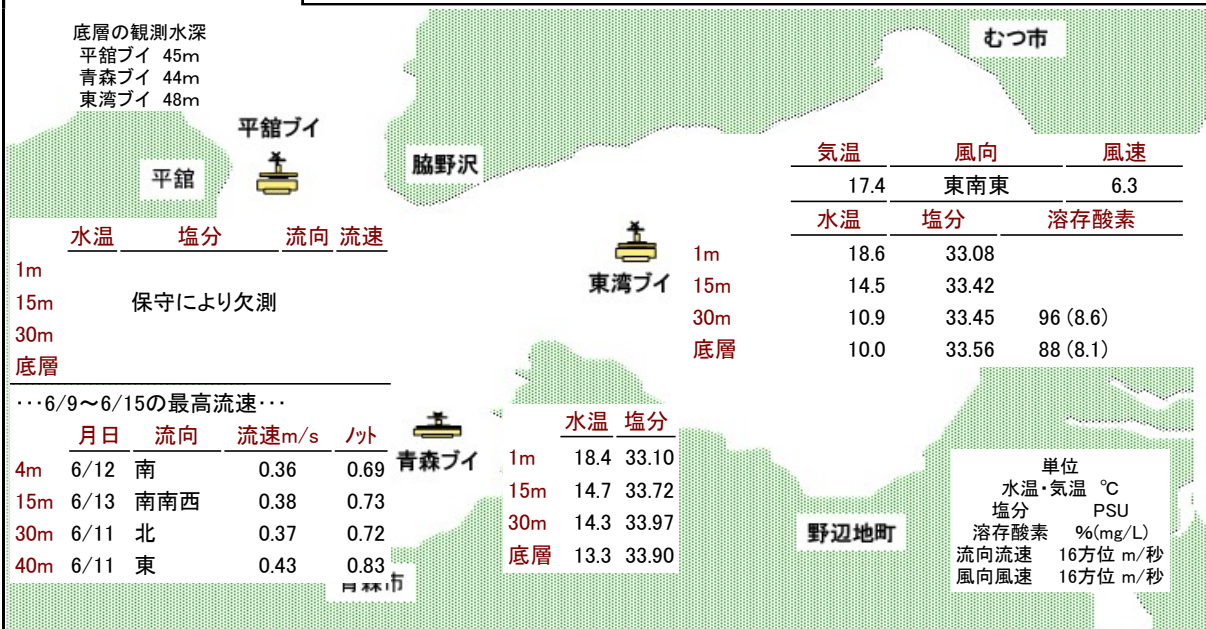 底層の観測水深
平舘ブイ 45m
青森ブイ 44m
東湾ブイ 48m
むつ市
平舘ブイ
平舘
脇野沢
気温 風向 風速
17.4 東南東 6.3
水温 塩分 溶存酸素
1m 18.6 33.08
15m 14.5 33.42
30m 10.9 33.45 96 (8.6)
底層 10.0 33.56 88 (8.1)
東湾ブイ
水温 塩分 流向 流速
1m
15m 保守により欠測
30m
底層
･･･6/9～6/15の最高流速･･･
月日 流向 流速m/s ノット
4m 6/12 南 0.36 0.69
15m 6/13 南南西 0.38 0.73
30m 6/11 北 0.37 0.72
40m 6/11 東 0.43 0.83
青森ブイ
水温 塩分
1m 18.4 33.10
15m 14.7 33.72
30m 14.3 33.97
底層 13.3 33.90
青森市
野辺地町
単位
水温・気温 ℃
塩分 PSU
溶存酸素 %(mg/L)
流向流速 16方位 m/秒
風向風速 16方位 m/秒